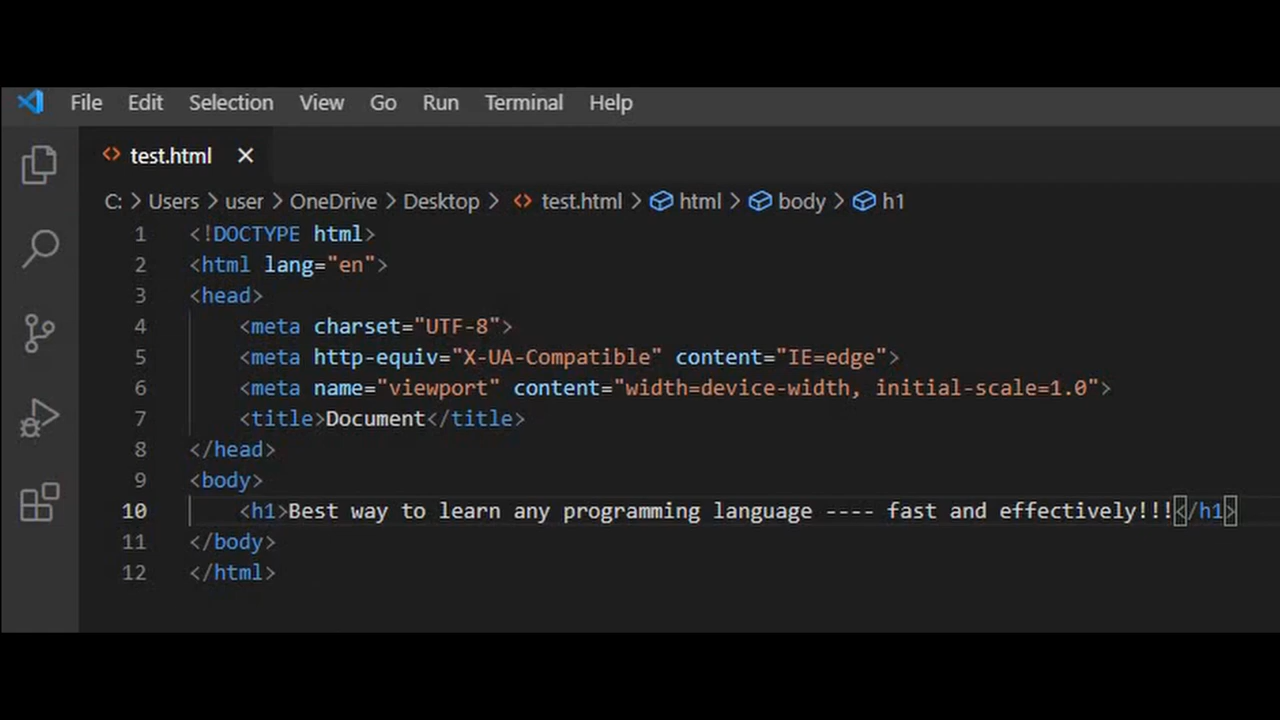 File Edit Selection View Go Run Terminal Help
test.html
C: > Users > user > OneDrive > Desktop > test.html > html > body > h1
1 <!DOCTYPE html>
2 <html lang="en">
3 <head>
4     <meta charset="UTF-8">
5     <meta http-equiv="X-UA-Compatible" content="IE=edge">
6     <meta name="viewport" content="width=device-width, initial-scale=1.0">
7     <title>Document</title>
8 </head>
9 <body>
10     <h1>Best way to learn any programming language ---- fast and effectively!!!</h1>
11 </body>
12 </html>